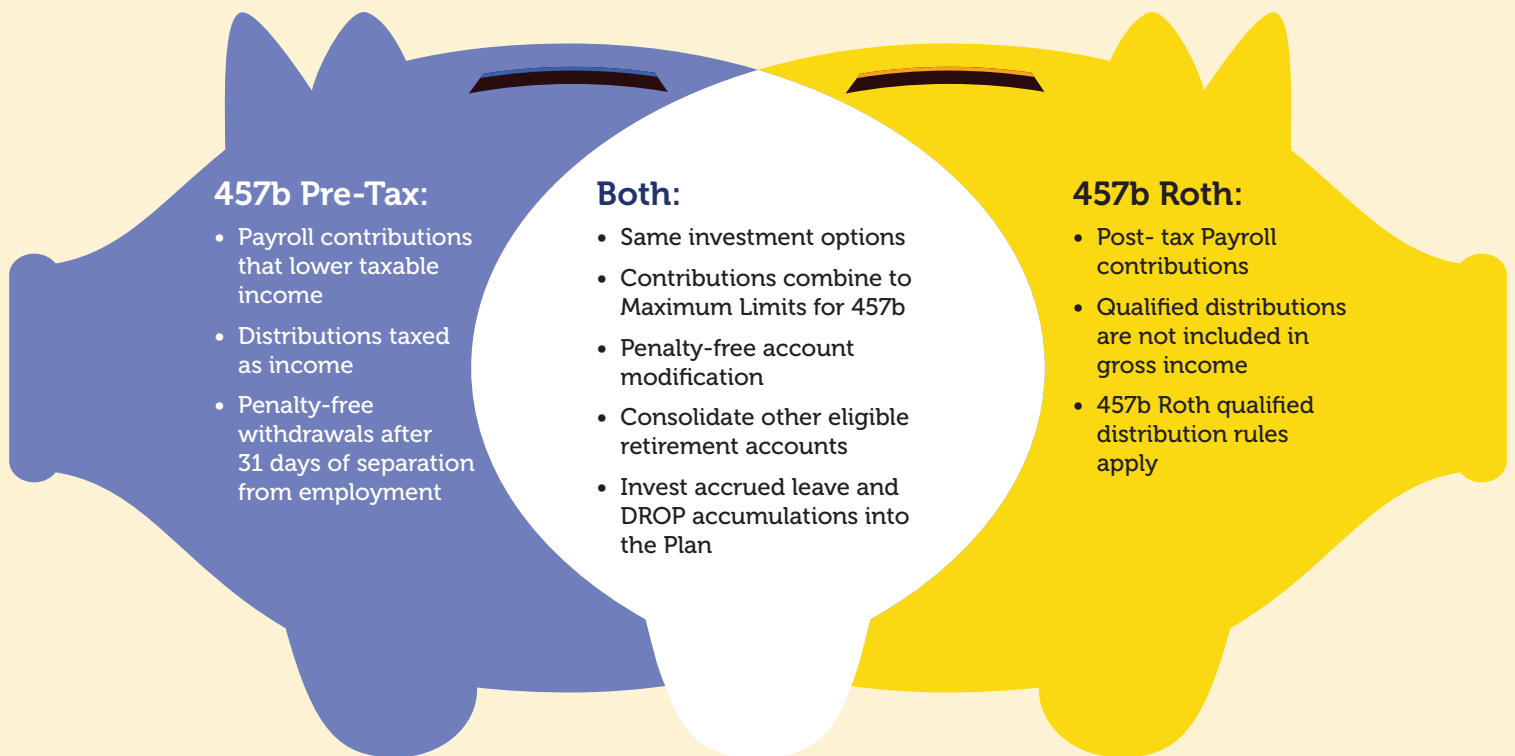 457b Pre-Tax:
• Payroll contributions
that lower taxable
income
• Distributions taxed
as income
• Penalty-free
withdrawals after
31 days of separation
from employment
Both:
• Same investment options
• Contributions combine to
Maximum Limits for 457b
• Penalty-free account
modification
• Consolidate other eligible
retirement accounts
• Invest accrued leave and
DROP accumulations into
the Plan
457b Roth:
• Post- tax Payroll
contributions
• Qualified distributions
are not included in
gross income
• 457b Roth qualified
distribution rules
apply